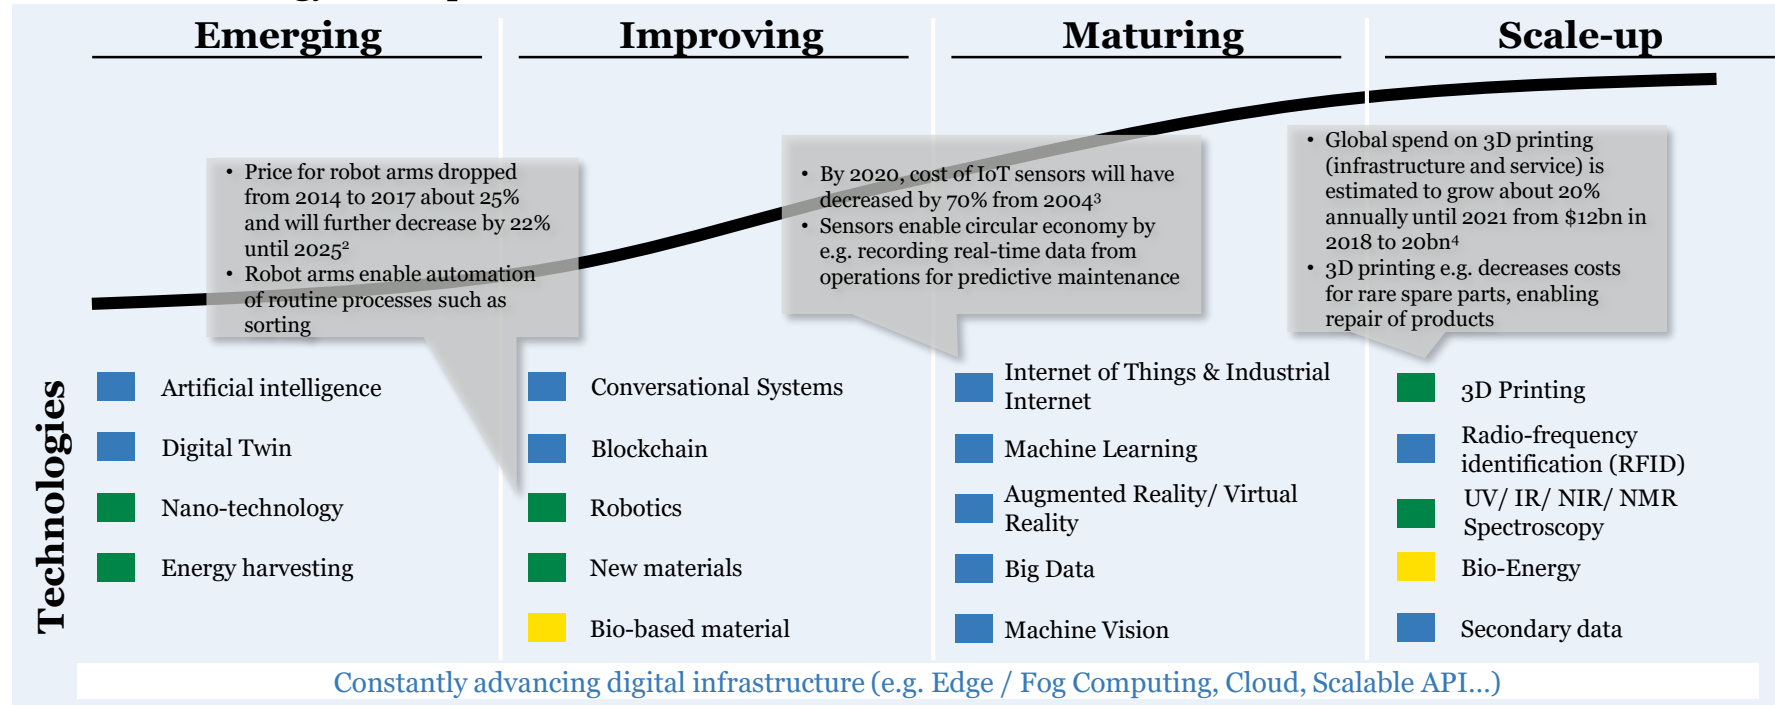 Emerging
Improving
Maturing
Scale-up
• Price for robot arms dropped
from 2014 to 2017 about 25%
and will further decrease by 22%
until 2025²
• Robot arms enable automation
of routine processes such as
sorting
• By 2020, cost of IoT sensors will have
decreased by 70% from 2004³
• Sensors enable circular economy by
e.g. recording real-time data from
operations for predictive maintenance
• Global spend on 3D printing
(infrastructure and service) is
estimated to grow about 20%
annually until 2021 from $12bn in
2018 to 20bn⁴
• 3D printing e.g. decreases costs
for rare spare parts, enabling
repair of products
Technologies
Artificial intelligence
Digital Twin
Nano-technology
Energy harvesting
Conversational Systems
Blockchain
Robotics
New materials
Bio-based material
Internet of Things & Industrial
Internet
Machine Learning
Augmented Reality/ Virtual
Reality
Big Data
Machine Vision
3D Printing
Radio-frequency
identification (RFID)
UV/ IR/ NIR/ NMR
Spectroscopy
Bio-Energy
Secondary data
Constantly advancing digital infrastructure (e.g. Edge / Fog Computing, Cloud, Scalable API...)